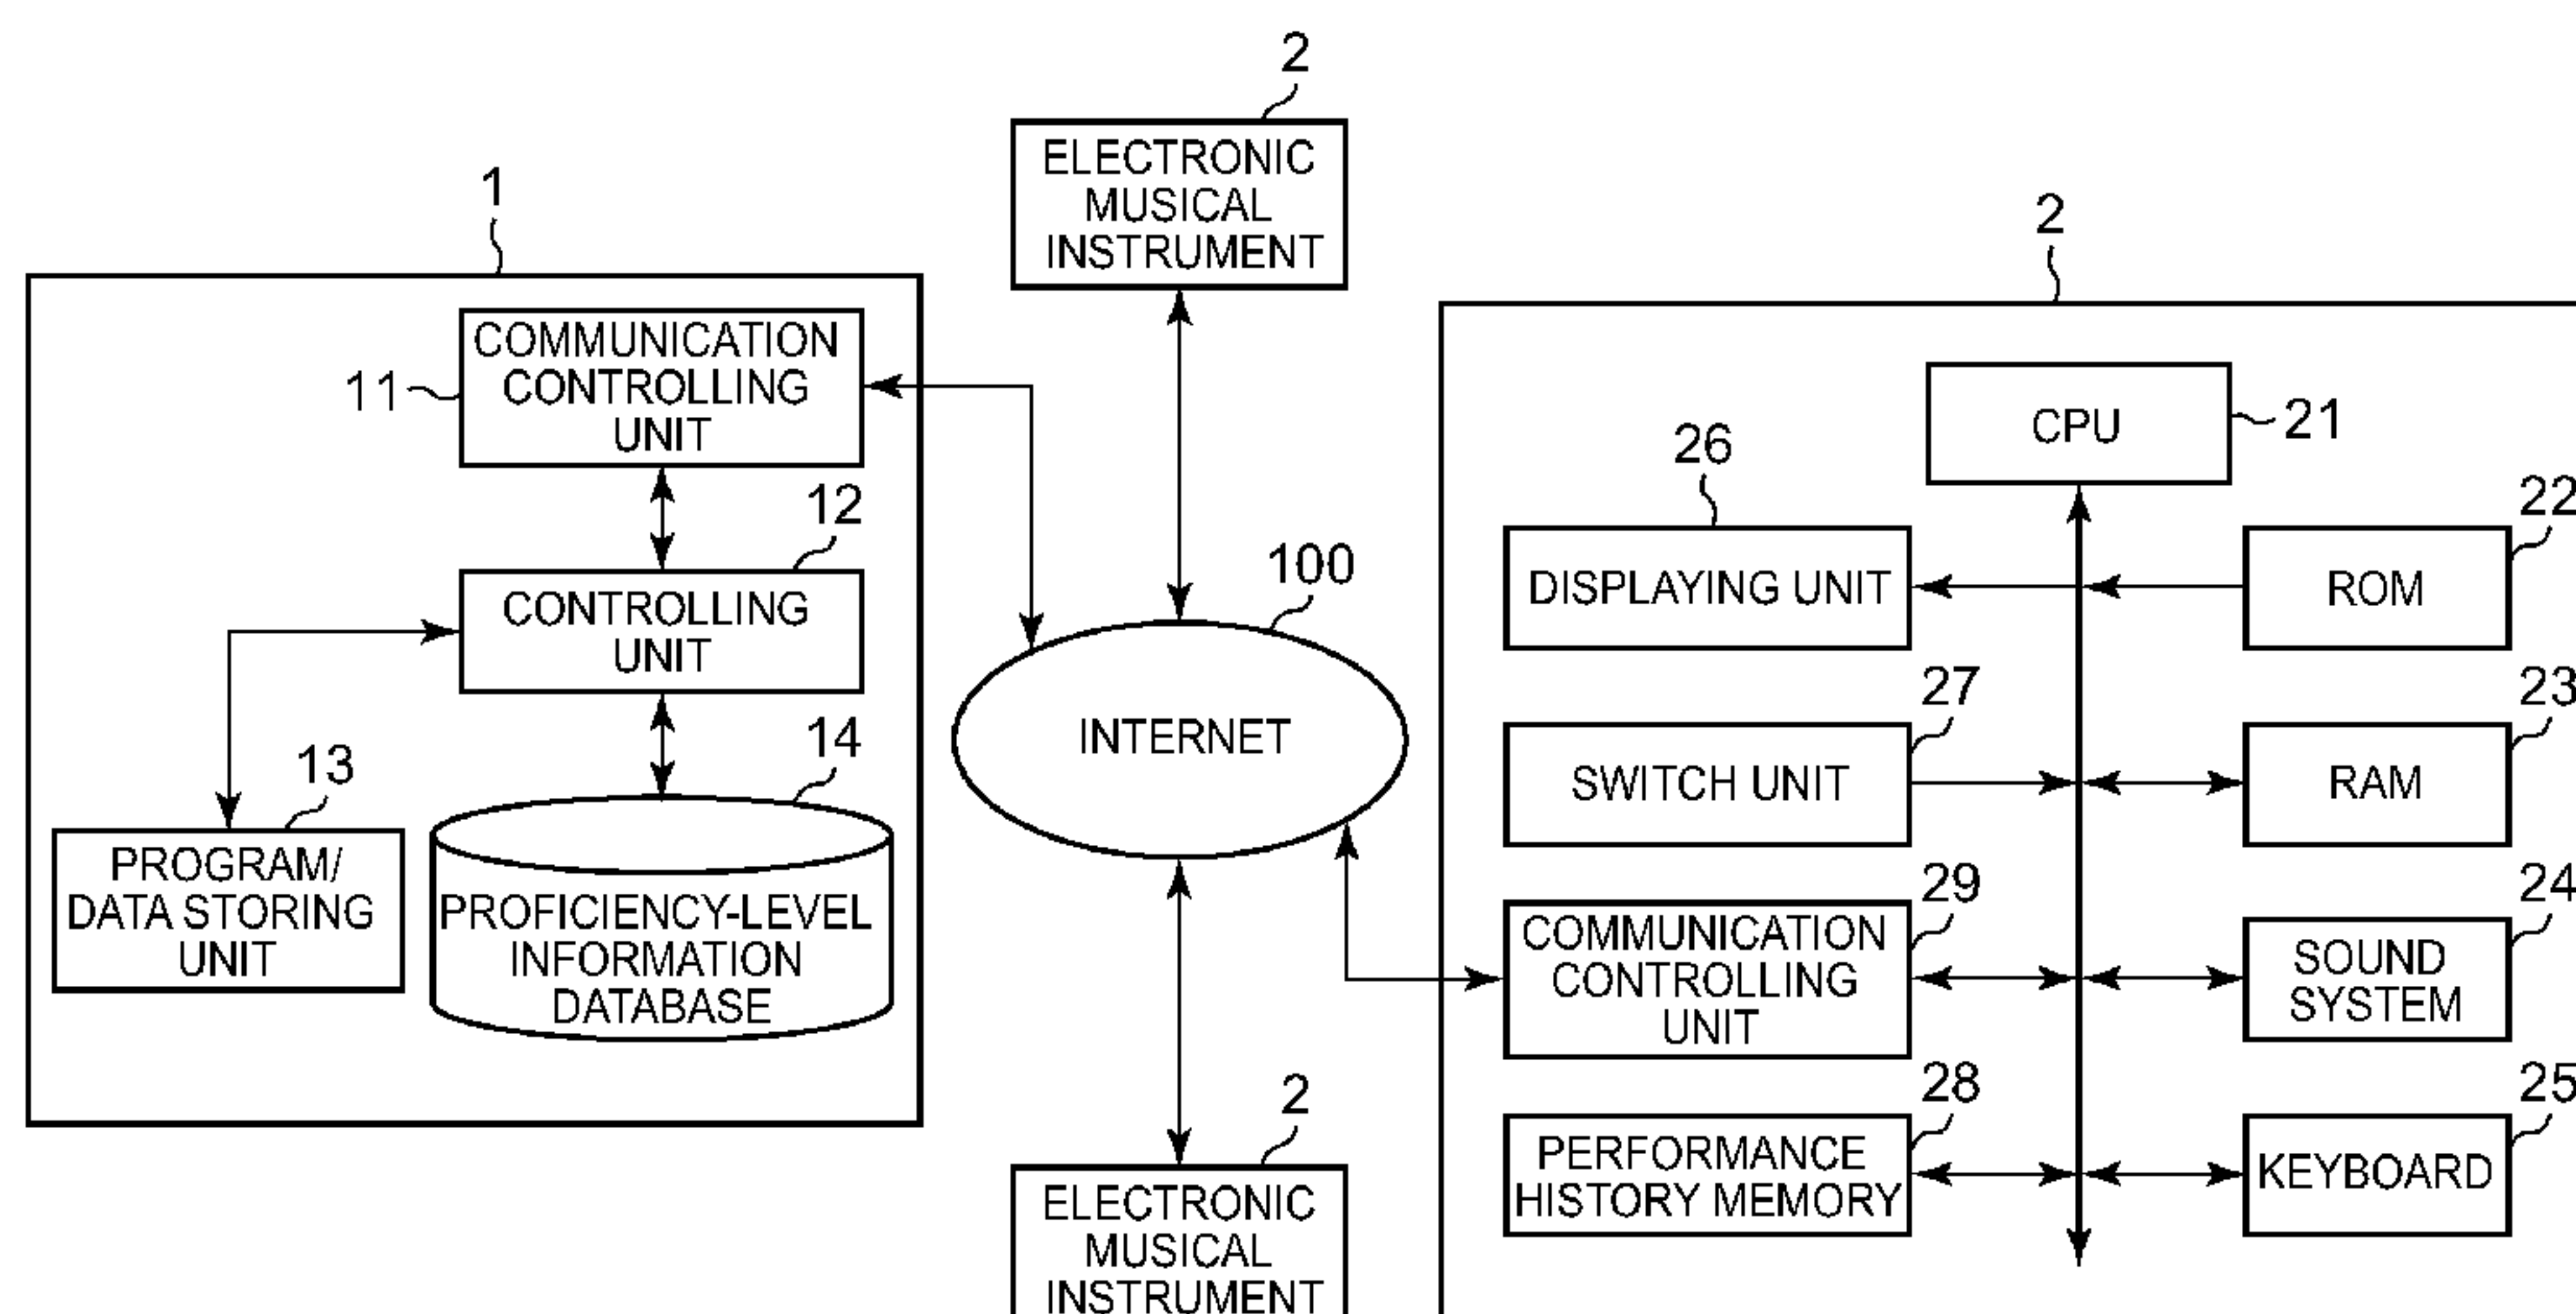 2
ELECTRONIC
MUSICAL
INSTRUMENT
1
COMMUNICATION
CONTROLLING
UNIT
11
12
CONTROLLING
UNIT
13
PROGRAM/
DATA STORING
UNIT
14
PROFICIENCY-LEVEL
INFORMATION
DATABASE
100
INTERNET
2
ELECTRONIC
MUSICAL
INSTRUMENT
2
CPU
21
26
DISPLAYING UNIT
22
ROM
27
SWITCH UNIT
23
RAM
29
COMMUNICATION
CONTROLLING
UNIT
24
SOUND
SYSTEM
28
PERFORMANCE
HISTORY MEMORY
25
KEYBOARD